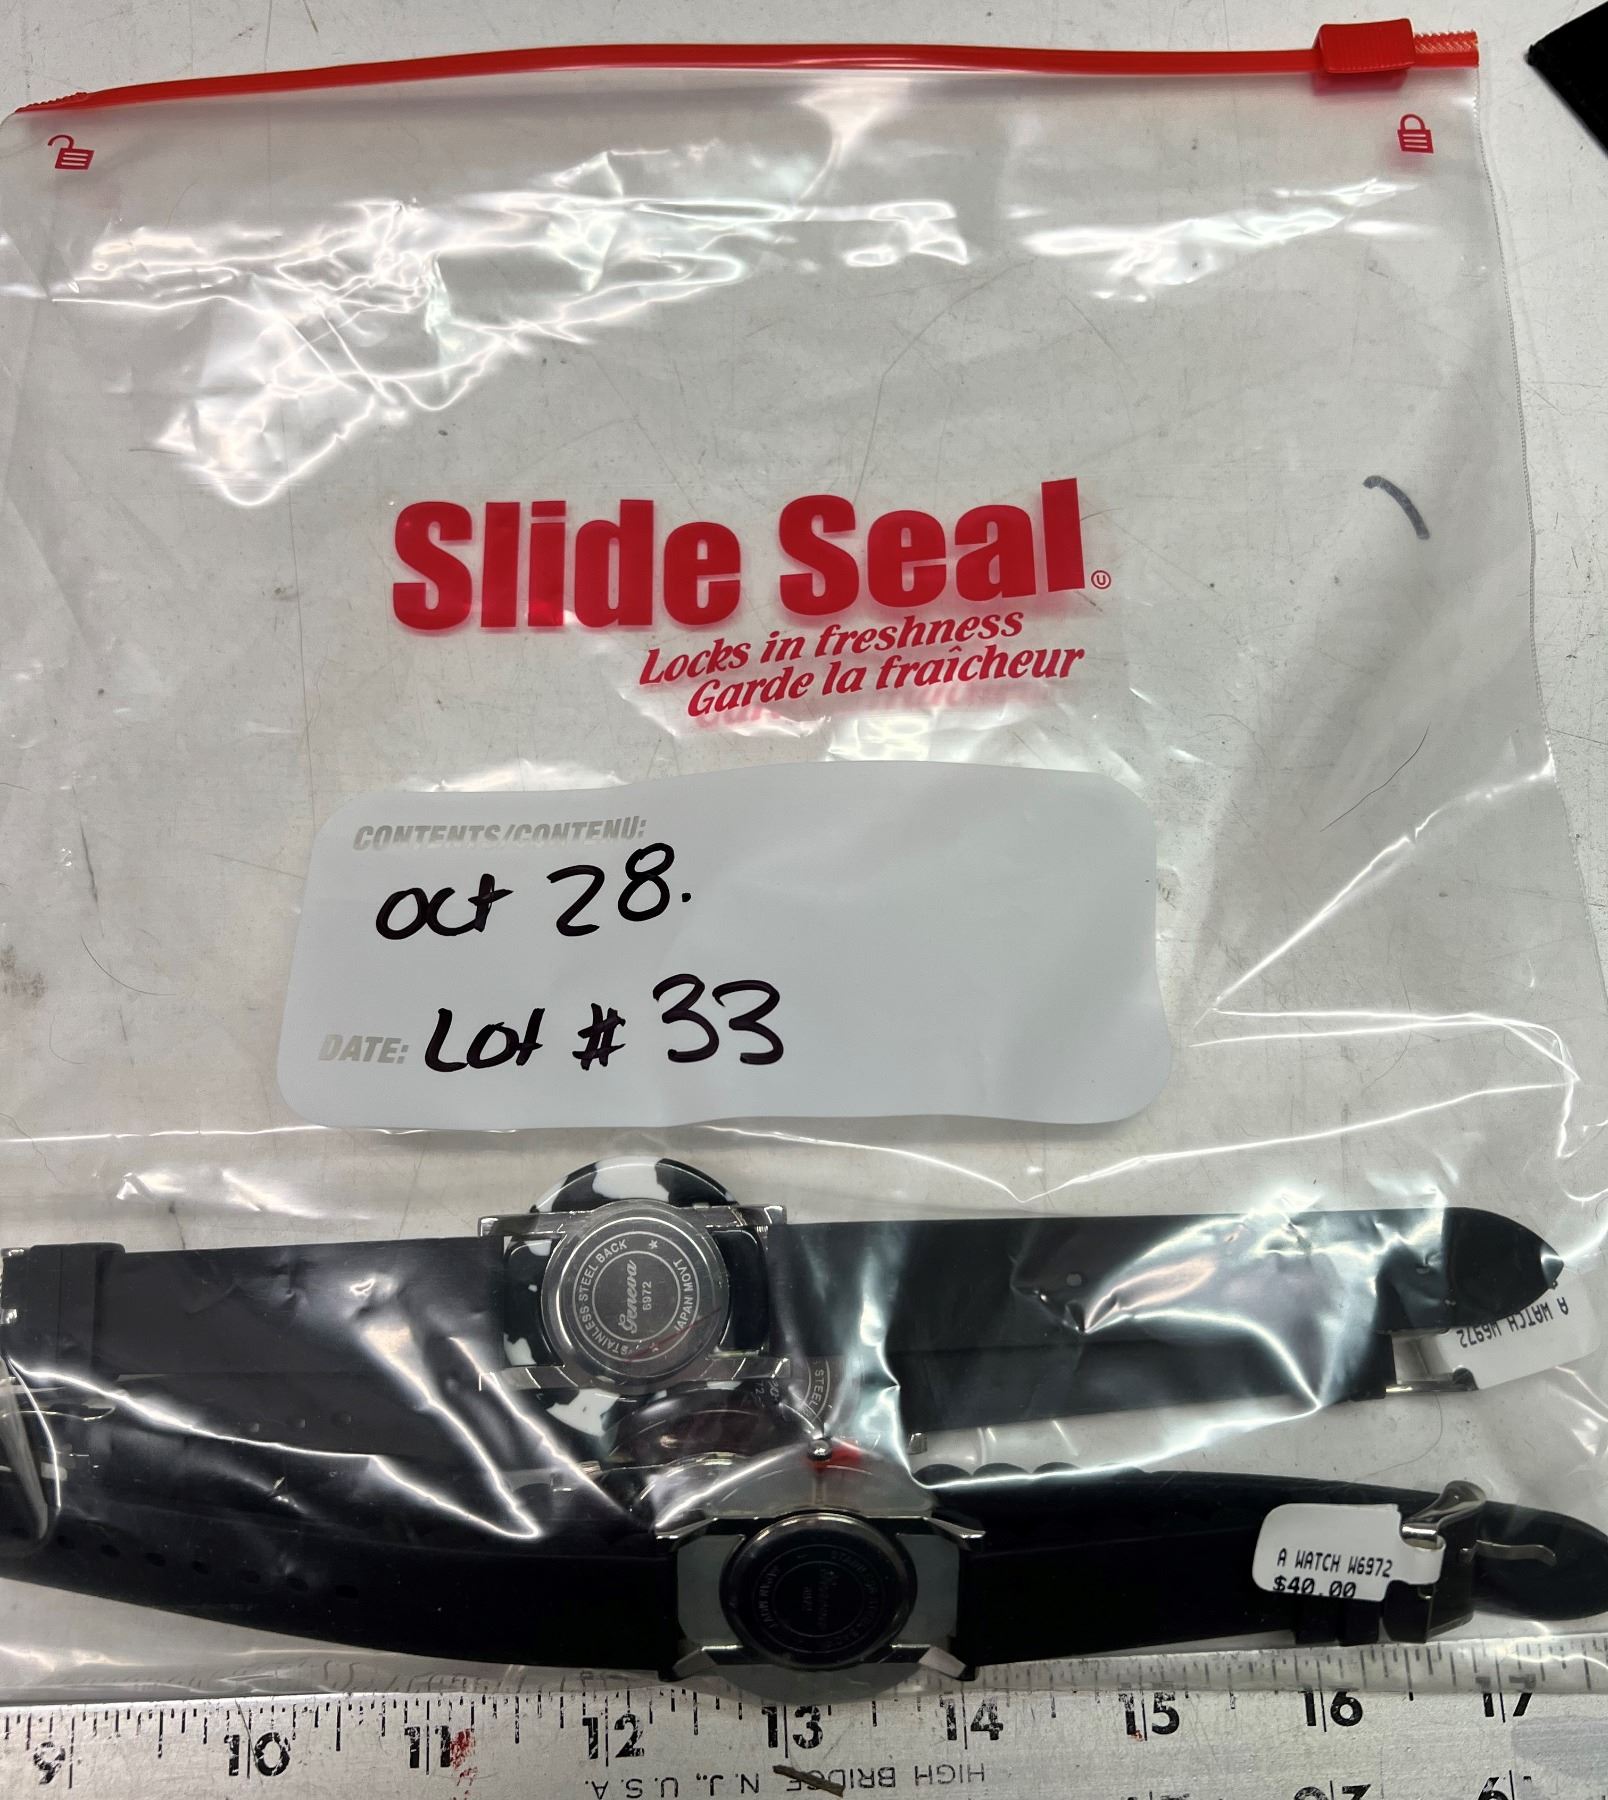 Slide Seal®
Locks in freshness
Garde la fraîcheur
CONTENTS/CONTENU:
oct 28.
DATE: Lot # 33
STAINLESS STEEL BACK
JAPAN MOVT
Geneva
6972
STEEL
A WATCH W6972
A WATCH W6972
$40.00
9 10 11 12 13 14 15 16 17
HIGH BRIDGE, N.J., U.S.A.